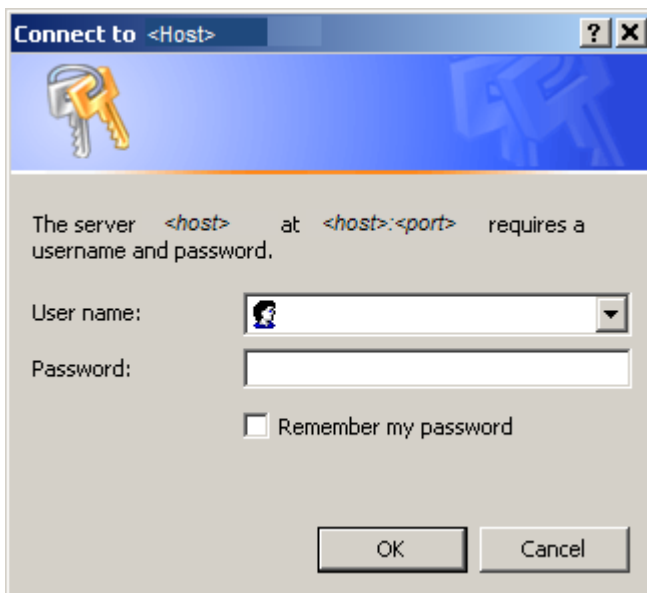 Connect to <Host>
The server <host> at <host>:<port> requires a
username and password.
User name:
Password:
Remember my password
OK Cancel